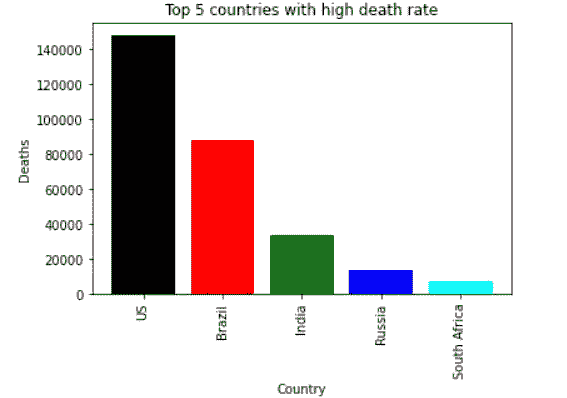 Top 5 countries with high death rate
Deaths
140000
120000
100000
80000
60000
40000
20000
0
US
Brazil
India
Russia
South Africa
Country